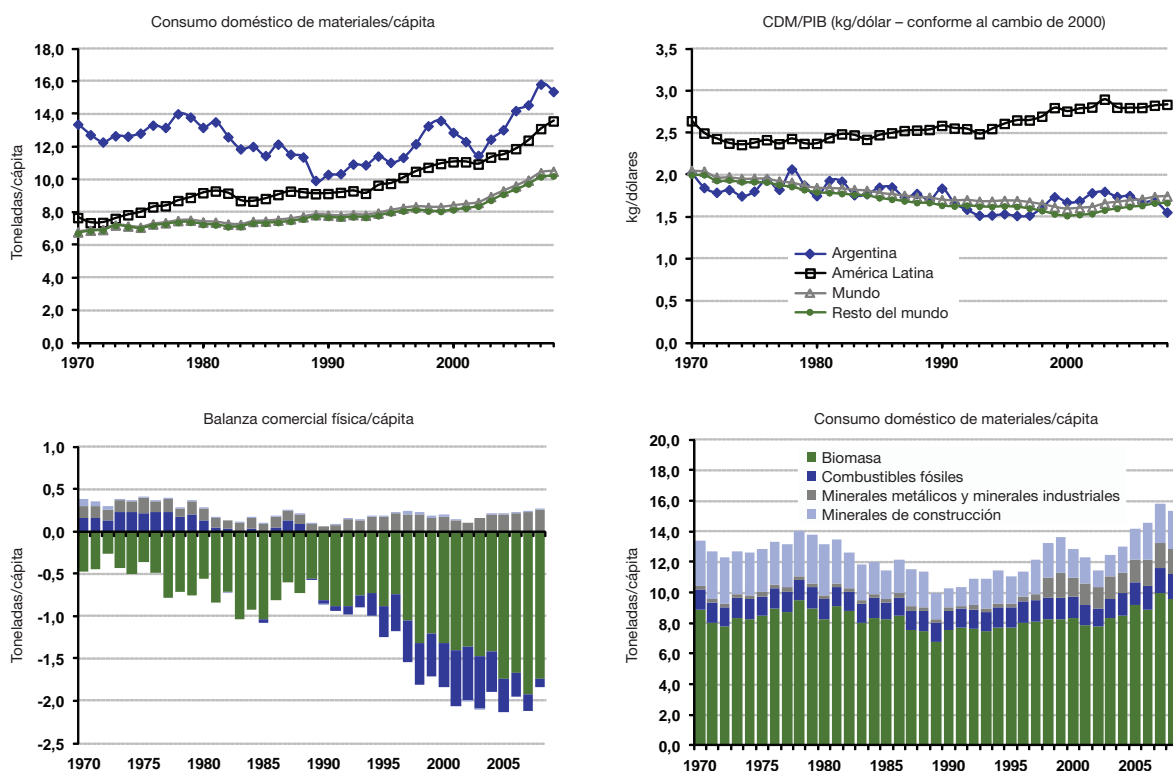 Consumo doméstico de materiales/cápita
Toneladas/cápita
18,0
16,0
14,0
12,0
10,0
8,0
6,0
4,0
2,0
0,0
1970 1980 1990 2000
CDM/PIB (kg/dólar – conforme al cambio de 2000)
kg/dólares
3,5
3,0
2,5
2,0
1,5
1,0
0,5
0,0
Argentina
América Latina
Mundo
Resto del mundo
1970 1980 1990 2000
Balanza comercial física/cápita
Toneladas/cápita
1,0
0,5
0,0
-0,5
-1,0
-1,5
-2,0
-2,5
1970 1975 1980 1985 1990 1995 2000 2005
Consumo doméstico de materiales/cápita
Toneladas/cápita
20,0
18,0
16,0
14,0
12,0
10,0
8,0
6,0
4,0
2,0
0,0
Biomasa
Combustibles fósiles
Minerales metálicos y minerales industriales
Minerales de construcción
1970 1975 1980 1985 1990 1995 2000 2005